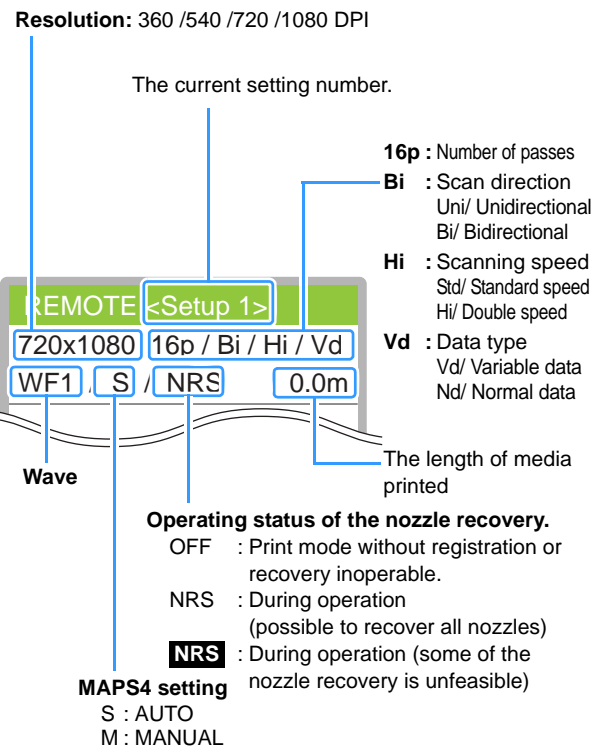 Resolution: 360 /540 /720 /1080 DPI
The current setting number.
16p : Number of passes
Bi : Scan direction
Uni/ Unidirectional
Bi/ Bidirectional
Hi : Scanning speed
Std/ Standard speed
Hi/ Double speed
Vd : Data type
Vd/ Variable data
Nd/ Normal data
REMOTE <Setup 1>
720x1080 16p / Bi / Hi / Vd
WF1 / S / NRS 0.0m
Wave
The length of media
printed
Operating status of the nozzle recovery.
OFF : Print mode without registration or
recovery inoperable.
NRS : During operation
(possible to recover all nozzles)
NRS : During operation (some of the
nozzle recovery is unfeasible)
MAPS4 setting
S : AUTO
M : MANUAL